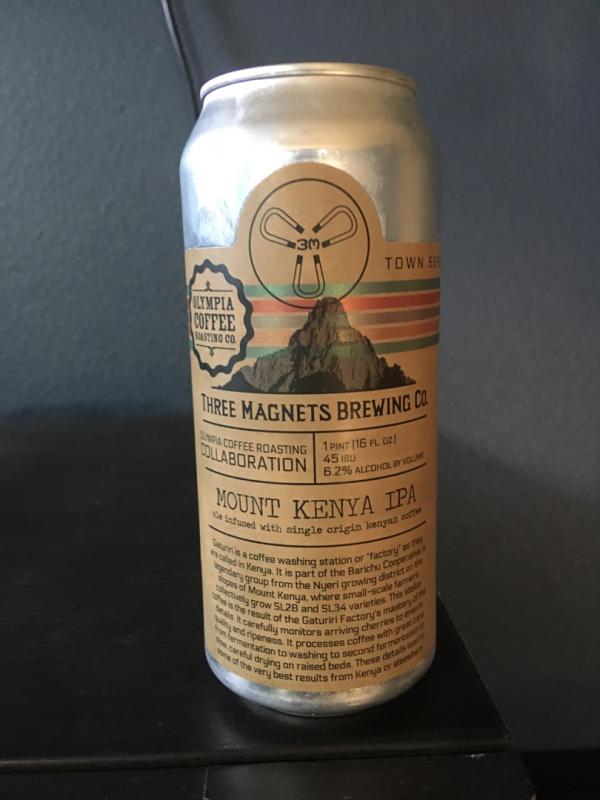 3M
TOWN SER
OLYMPIA
COFFEE
ROASTING CO.
THREE MAGNETS BREWING CO.
OLYMPIA COFFEE ROASTING
COLLABORATION
1 PINT (16 FL. OZ.)
45 IBU
6.2% ALCOHOL BY VOLUME
MOUNT KENYA IPA
ale infused with single origin kenyan coffee
Gaturiri is a coffee washing station or "factory" as they
are called in Kenya. It is part of the Barichu Cooperative, a
legendary group from the Nyeri growing district on the
slopes of Mount Kenya, where small-scale farmers
collectively grow SL28 and SL34 varieties. This stellar
coffee is the result of the Gaturiri Factory's mastery of the
details. It carefully monitors arriving cherries to ensure
quality and ripeness. It processes coffee with great care
from fermentation to washing to second fermentation to
slow, careful drying on raised beds. These details lead to
some of the very best results from Kenya or elsewhere.